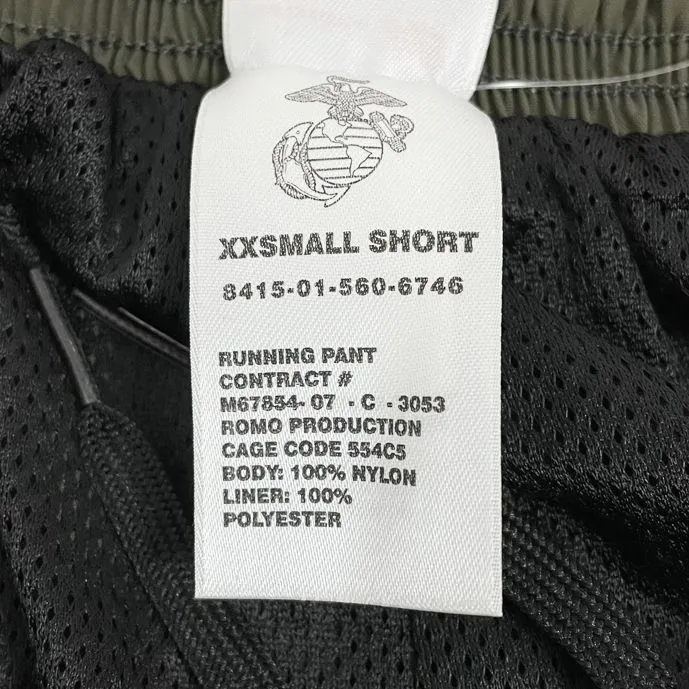 XXSMALL SHORT
8415-01-560-6746
RUNNING PANT
CONTRACT #
M67854- 07 - C - 3053
ROMO PRODUCTION
CAGE CODE 554C5
BODY: 100% NYLON
LINER: 100%
POLYESTER